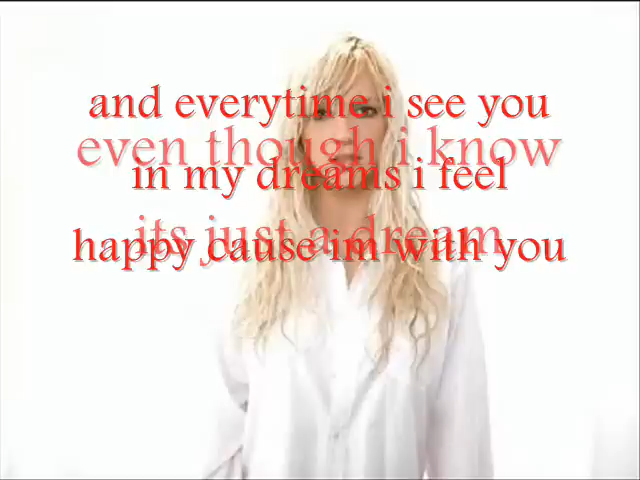 and everytime i see you
even though i know
in my dreams i feel
its just a dream
happy cause im with you